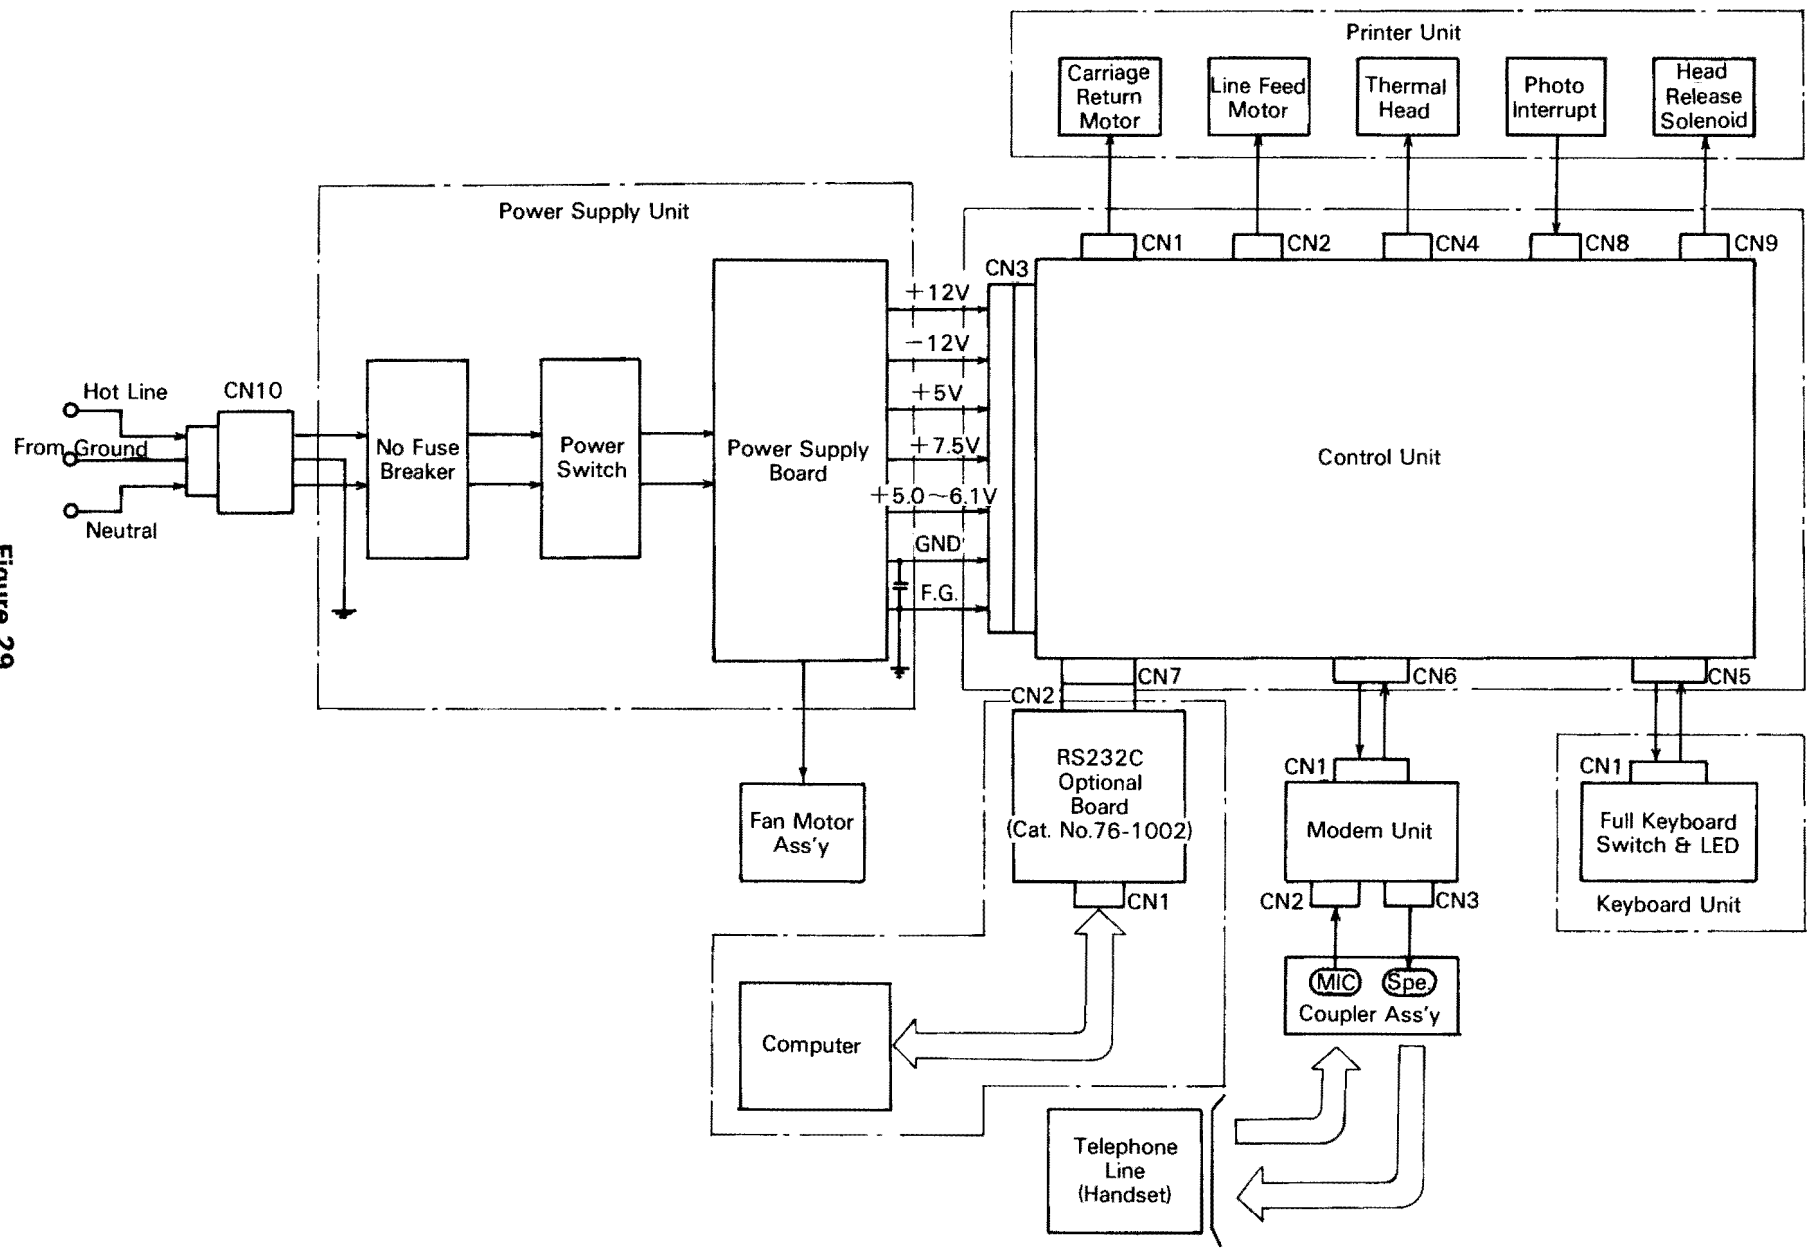 Printer Unit
Carriage
Return
Motor
Line Feed
Motor
Thermal
Head
Photo
Interrupt
Head
Release
Solenoid
Power Supply Unit
CN1
CN2
CN4
CN8
CN9
CN3
+12V
−12V
+5V
+7.5V
+5.0~6.1V
GND
F.G.
Hot Line
From Ground
Neutral
CN10
No Fuse
Breaker
Power
Switch
Power Supply
Board
Control Unit
Figure 29
CN7
CN6
CN5
CN2
RS232C
Optional
Board
(Cat. No.76-1002)
CN1
Fan Motor
Ass'y
CN1
Modem Unit
CN2
CN3
CN1
Full Keyboard
Switch & LED
Keyboard Unit
MIC
Spe.
Coupler Ass'y
Computer
Telephone
Line
(Handset)